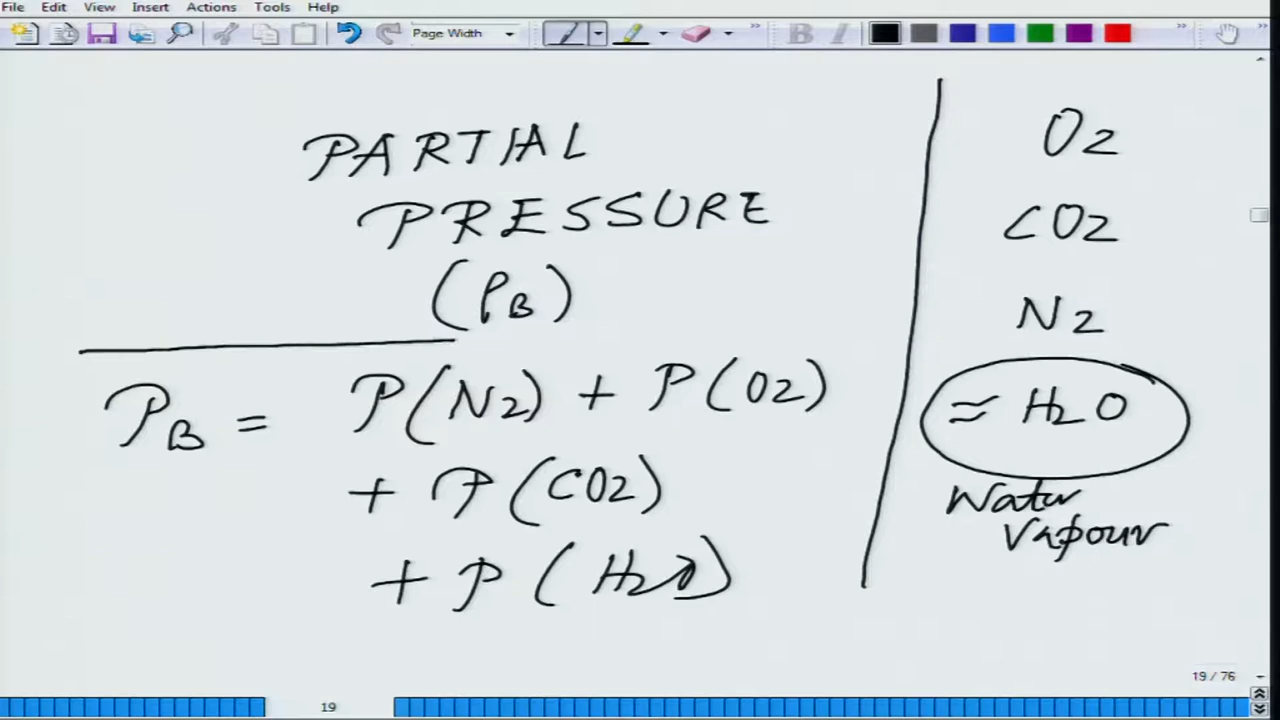 File Edit View Insert Actions Tools Help
Page Width
B I
PARTIAL
PRESSURE
(PB)
PB = P(N2) + P(O2)
+ P(CO2)
+ P(H2O)
O2
CO2
N2
≈ H2O
Water
Vapour
19 / 76
19